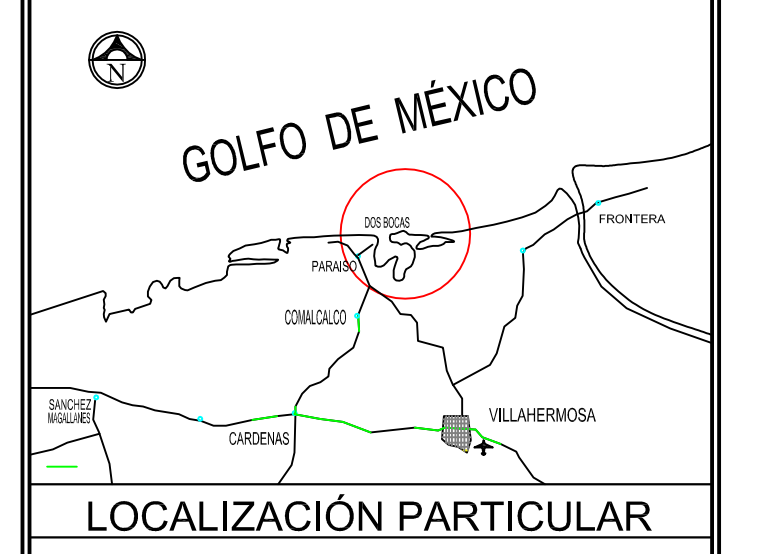 N
GOLFO DE MÉXICO
DOS BOCAS
FRONTERA
PARAISO
COMALCALCO
SANCHEZ
MAGALLANES
VILLAHERMOSA
CARDENAS
LOCALIZACIÓN PARTICULAR